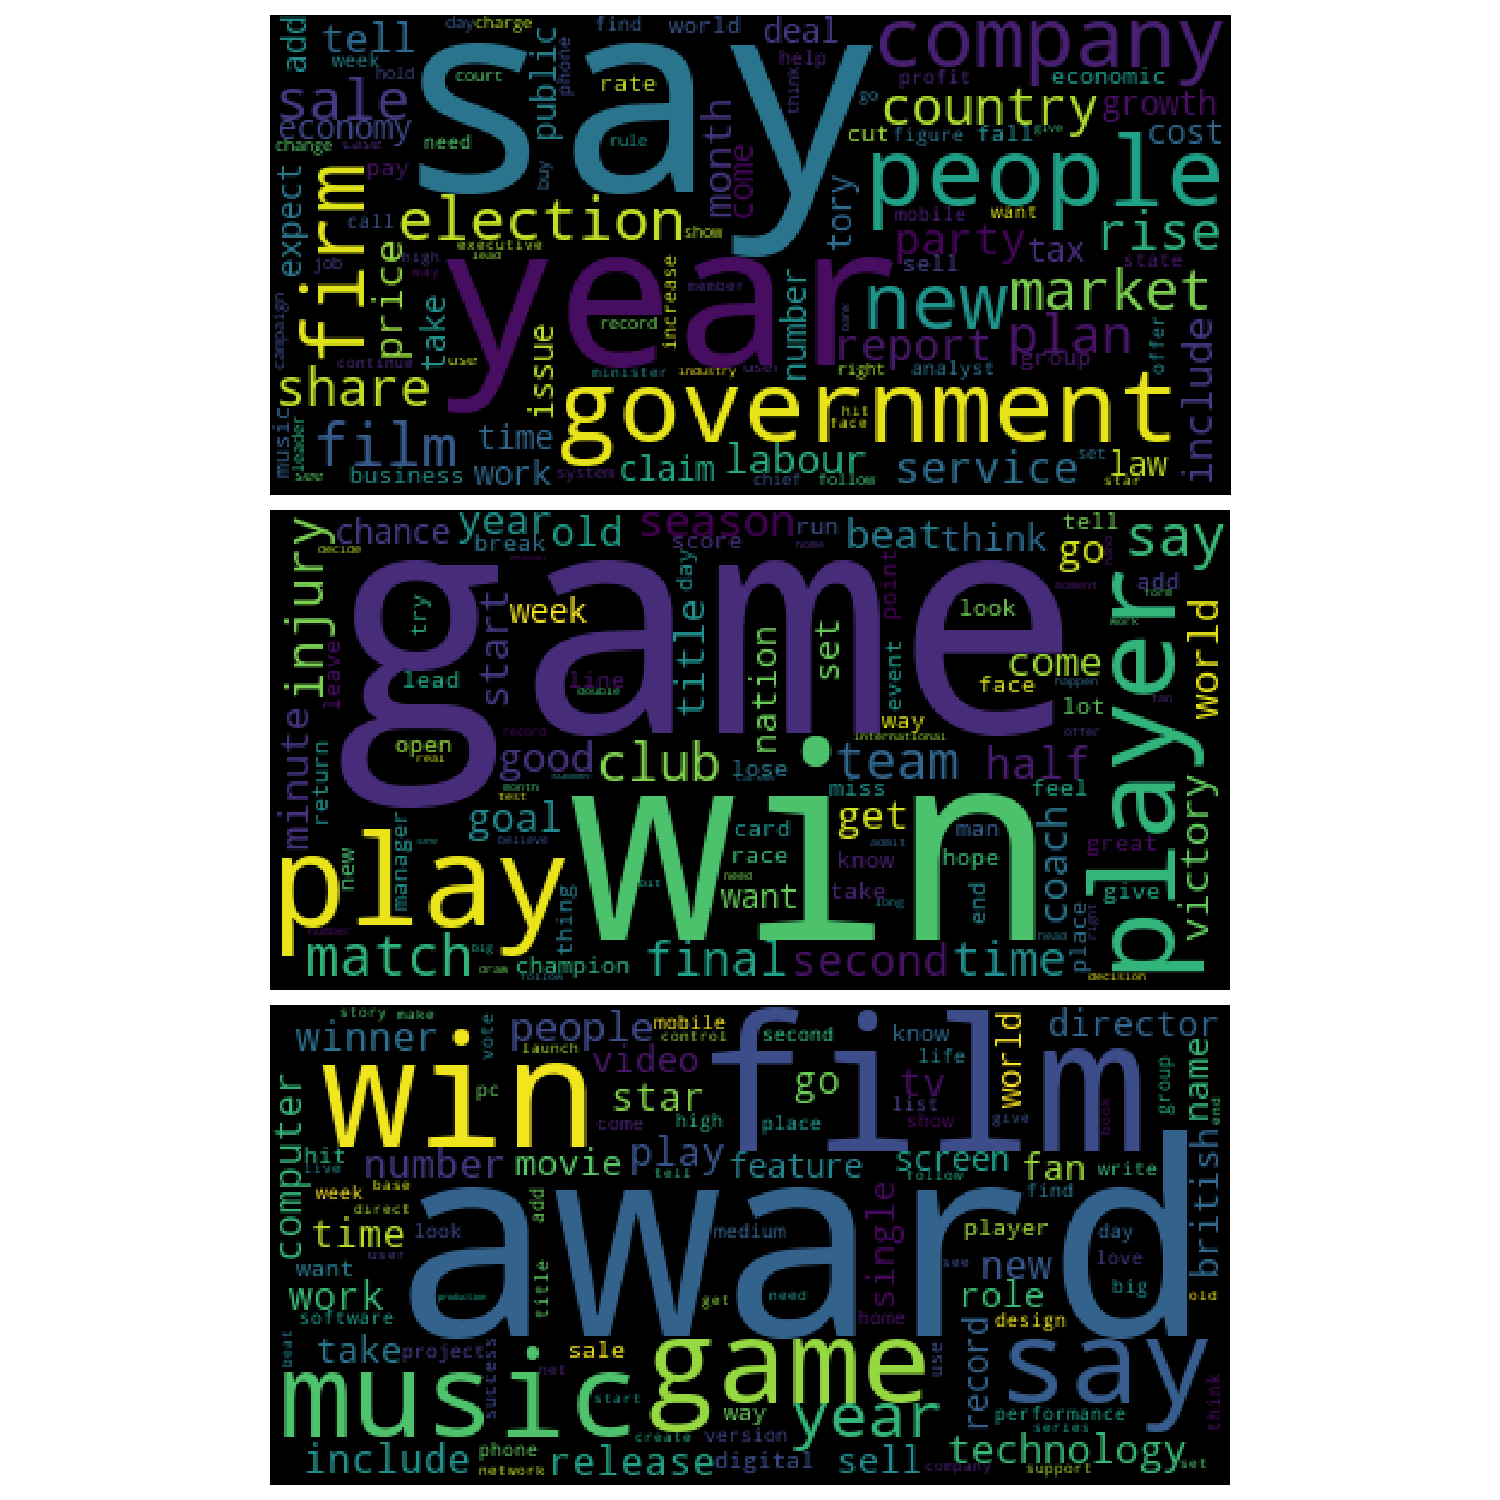 say
year
government
people
company
firm
election
new
market
country
sale
share
film
service
rise
party
plan
report
labour
include
public
month
tory
tell
add
deal
economy
expect
price
take
issue
number
time
work
claim
law
tax
cost
growth
come
business
music
week
day
charge
find
world
help
hold
court
rate
phone
think
profit
economic
go
cut
figure
fall
give
need
rule
buy
change
case
pay
call
mobile
want
show
executive
lead
high
may
job
sell
state
increase
member
record
bank
offer
group
campaign
continue
use
minister
industry
user
right
analyst
hit
face
leader
see
system
chief
follow
set
star
game
win
player
play
match
injury
final
second
time
team
club
half
season
say
year
old
chance
break
decide
score
run
home
beat
think
tell
go
add
form
work
world
victory
come
look
face
happen
lot
fan
offer
feel
great
give
coach
head
place
right
decision
man
hope
end
know
take
long
admit
get
want
card
race
need
bit
miss
lose
way
international
event
point
moment
nation
set
title
day
week
start
try
lead
line
double
record
open
real
good
month
test
goal
believe
manager
new
minute
return
leave
thing
champion
follow
draw
big
number
award
film
win
music
game
say
year
technology
release
include
director
people
winner
star
video
computer
british
name
world
tv
go
play
movie
number
feature
screen
fan
time
work
take
new
role
record
sell
single
digital
story
make
vote
launch
mobile
control
second
know
life
list
show
give
book
group
end
pc
come
high
place
hit
live
tell
follow
write
find
week
base
direct
look
user
add
medium
player
see
day
love
big
old
want
software
production
title
get
need
home
design
beat
project
success
net
sale
start
use
way
version
create
performance
series
think
phone
network
company
support
set